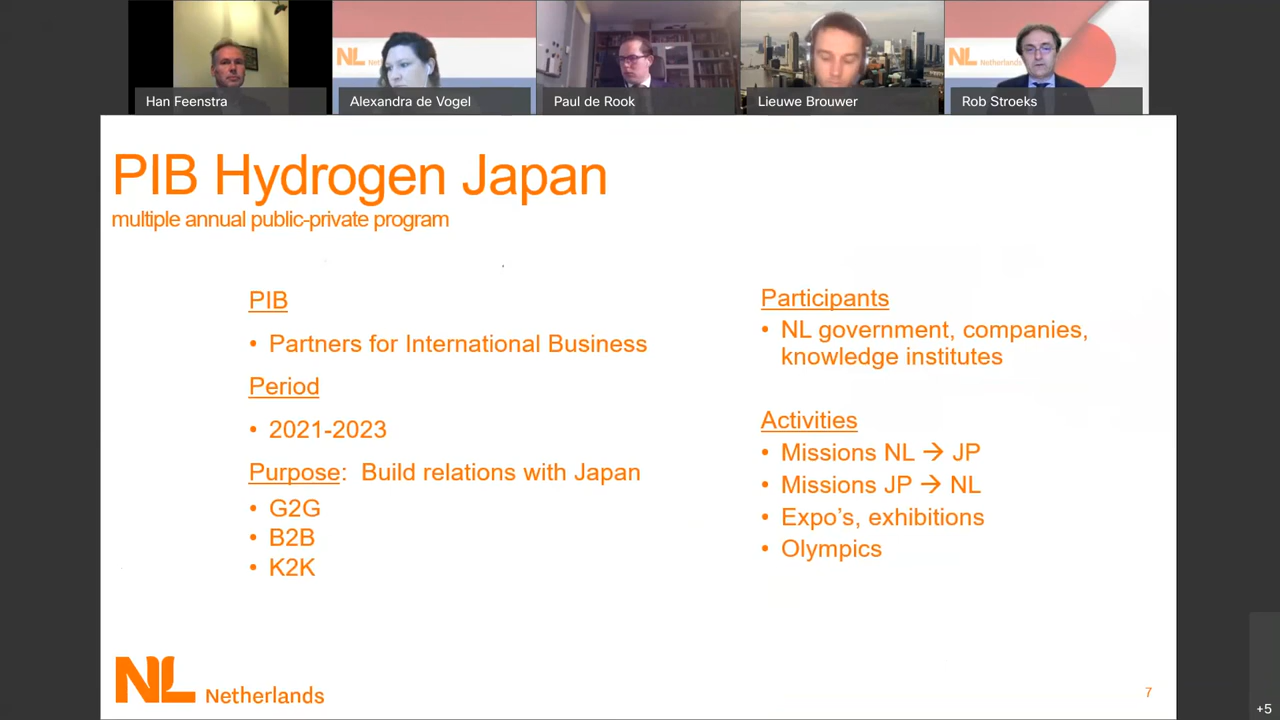 NL
NL
Netherlands
Han Feenstra
Alexandra de Vogel
Paul de Rook
Lieuwe Brouwer
Rob Stroeks
PIB Hydrogen Japan
multiple annual public-private program
PIB
• Partners for International Business
Period
• 2021-2023
Purpose: Build relations with Japan
• G2G
• B2B
• K2K
Participants
• NL government, companies,
knowledge institutes
Activities
• Missions NL → JP
• Missions JP → NL
• Expo's, exhibitions
• Olympics
NL Netherlands
7
+5